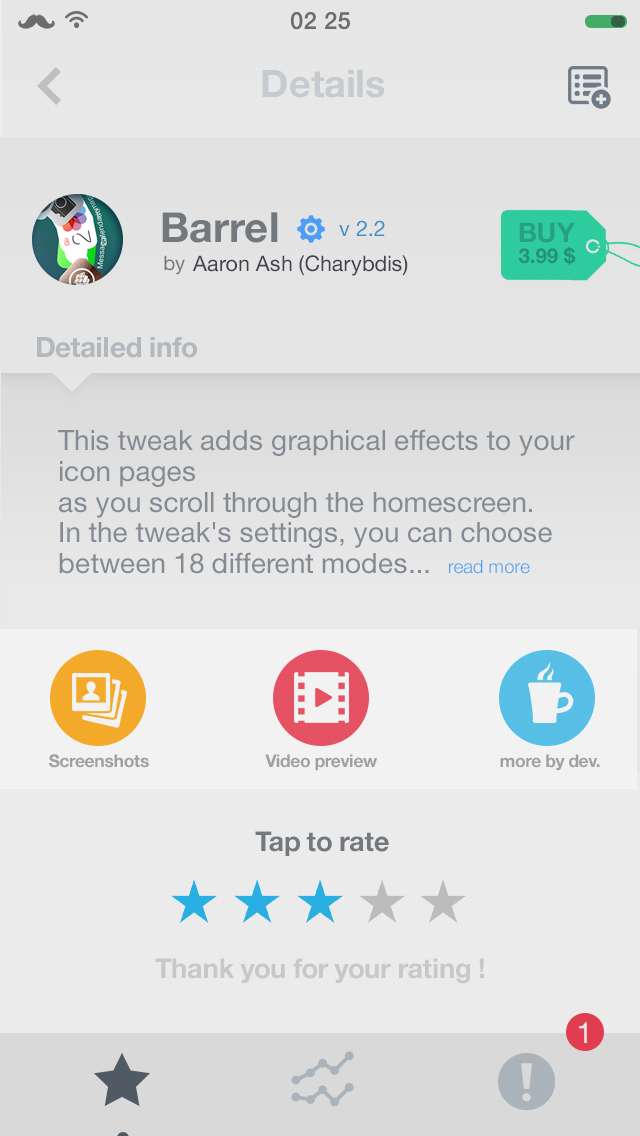 02 25
Details
Barrel v 2.2
by Aaron Ash (Charybdis)
BUY
3.99 $
Detailed info
This tweak adds graphical effects to your
icon pages
as you scroll through the homescreen.
In the tweak's settings, you can choose
between 18 different modes... read more
Screenshots Video preview more by dev.
Tap to rate
Thank you for your rating !
1